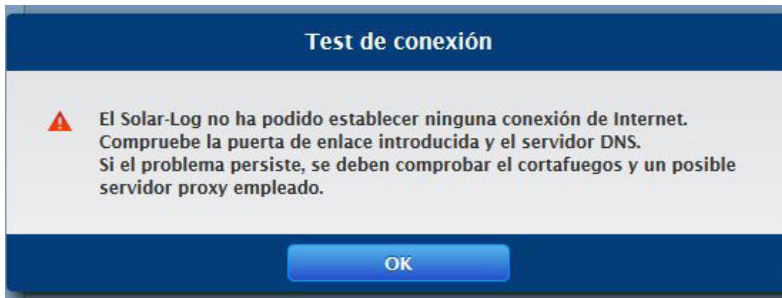 Test de conexión
El Solar-Log no ha podido establecer ninguna conexión de Internet.
Compruebe la puerta de enlace introducida y el servidor DNS.
Si el problema persiste, se deben comprobar el cortafuegos y un posible
servidor proxy empleado.
OK